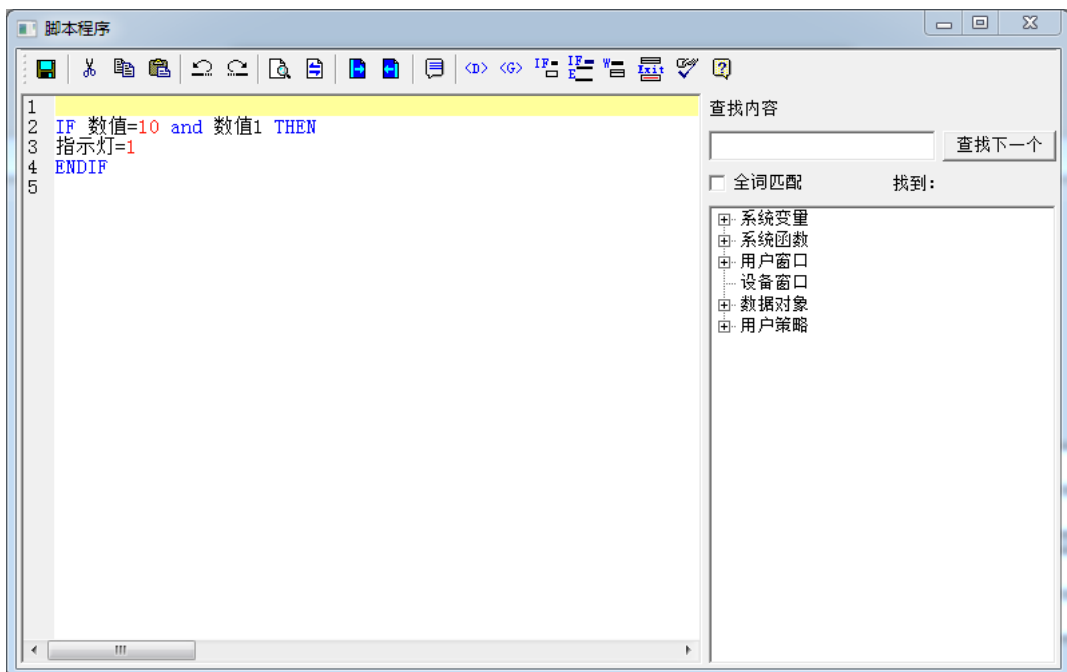 脚本程序
<D> <G> IF IF E W Exit
1
2 IF 数值=10 and 数值1 THEN
3 指示灯=1
4 ENDIF
5
查找内容
查找下一个
全词匹配 找到:
系统变量
系统函数
用户窗口
设备窗口
数据对象
用户策略